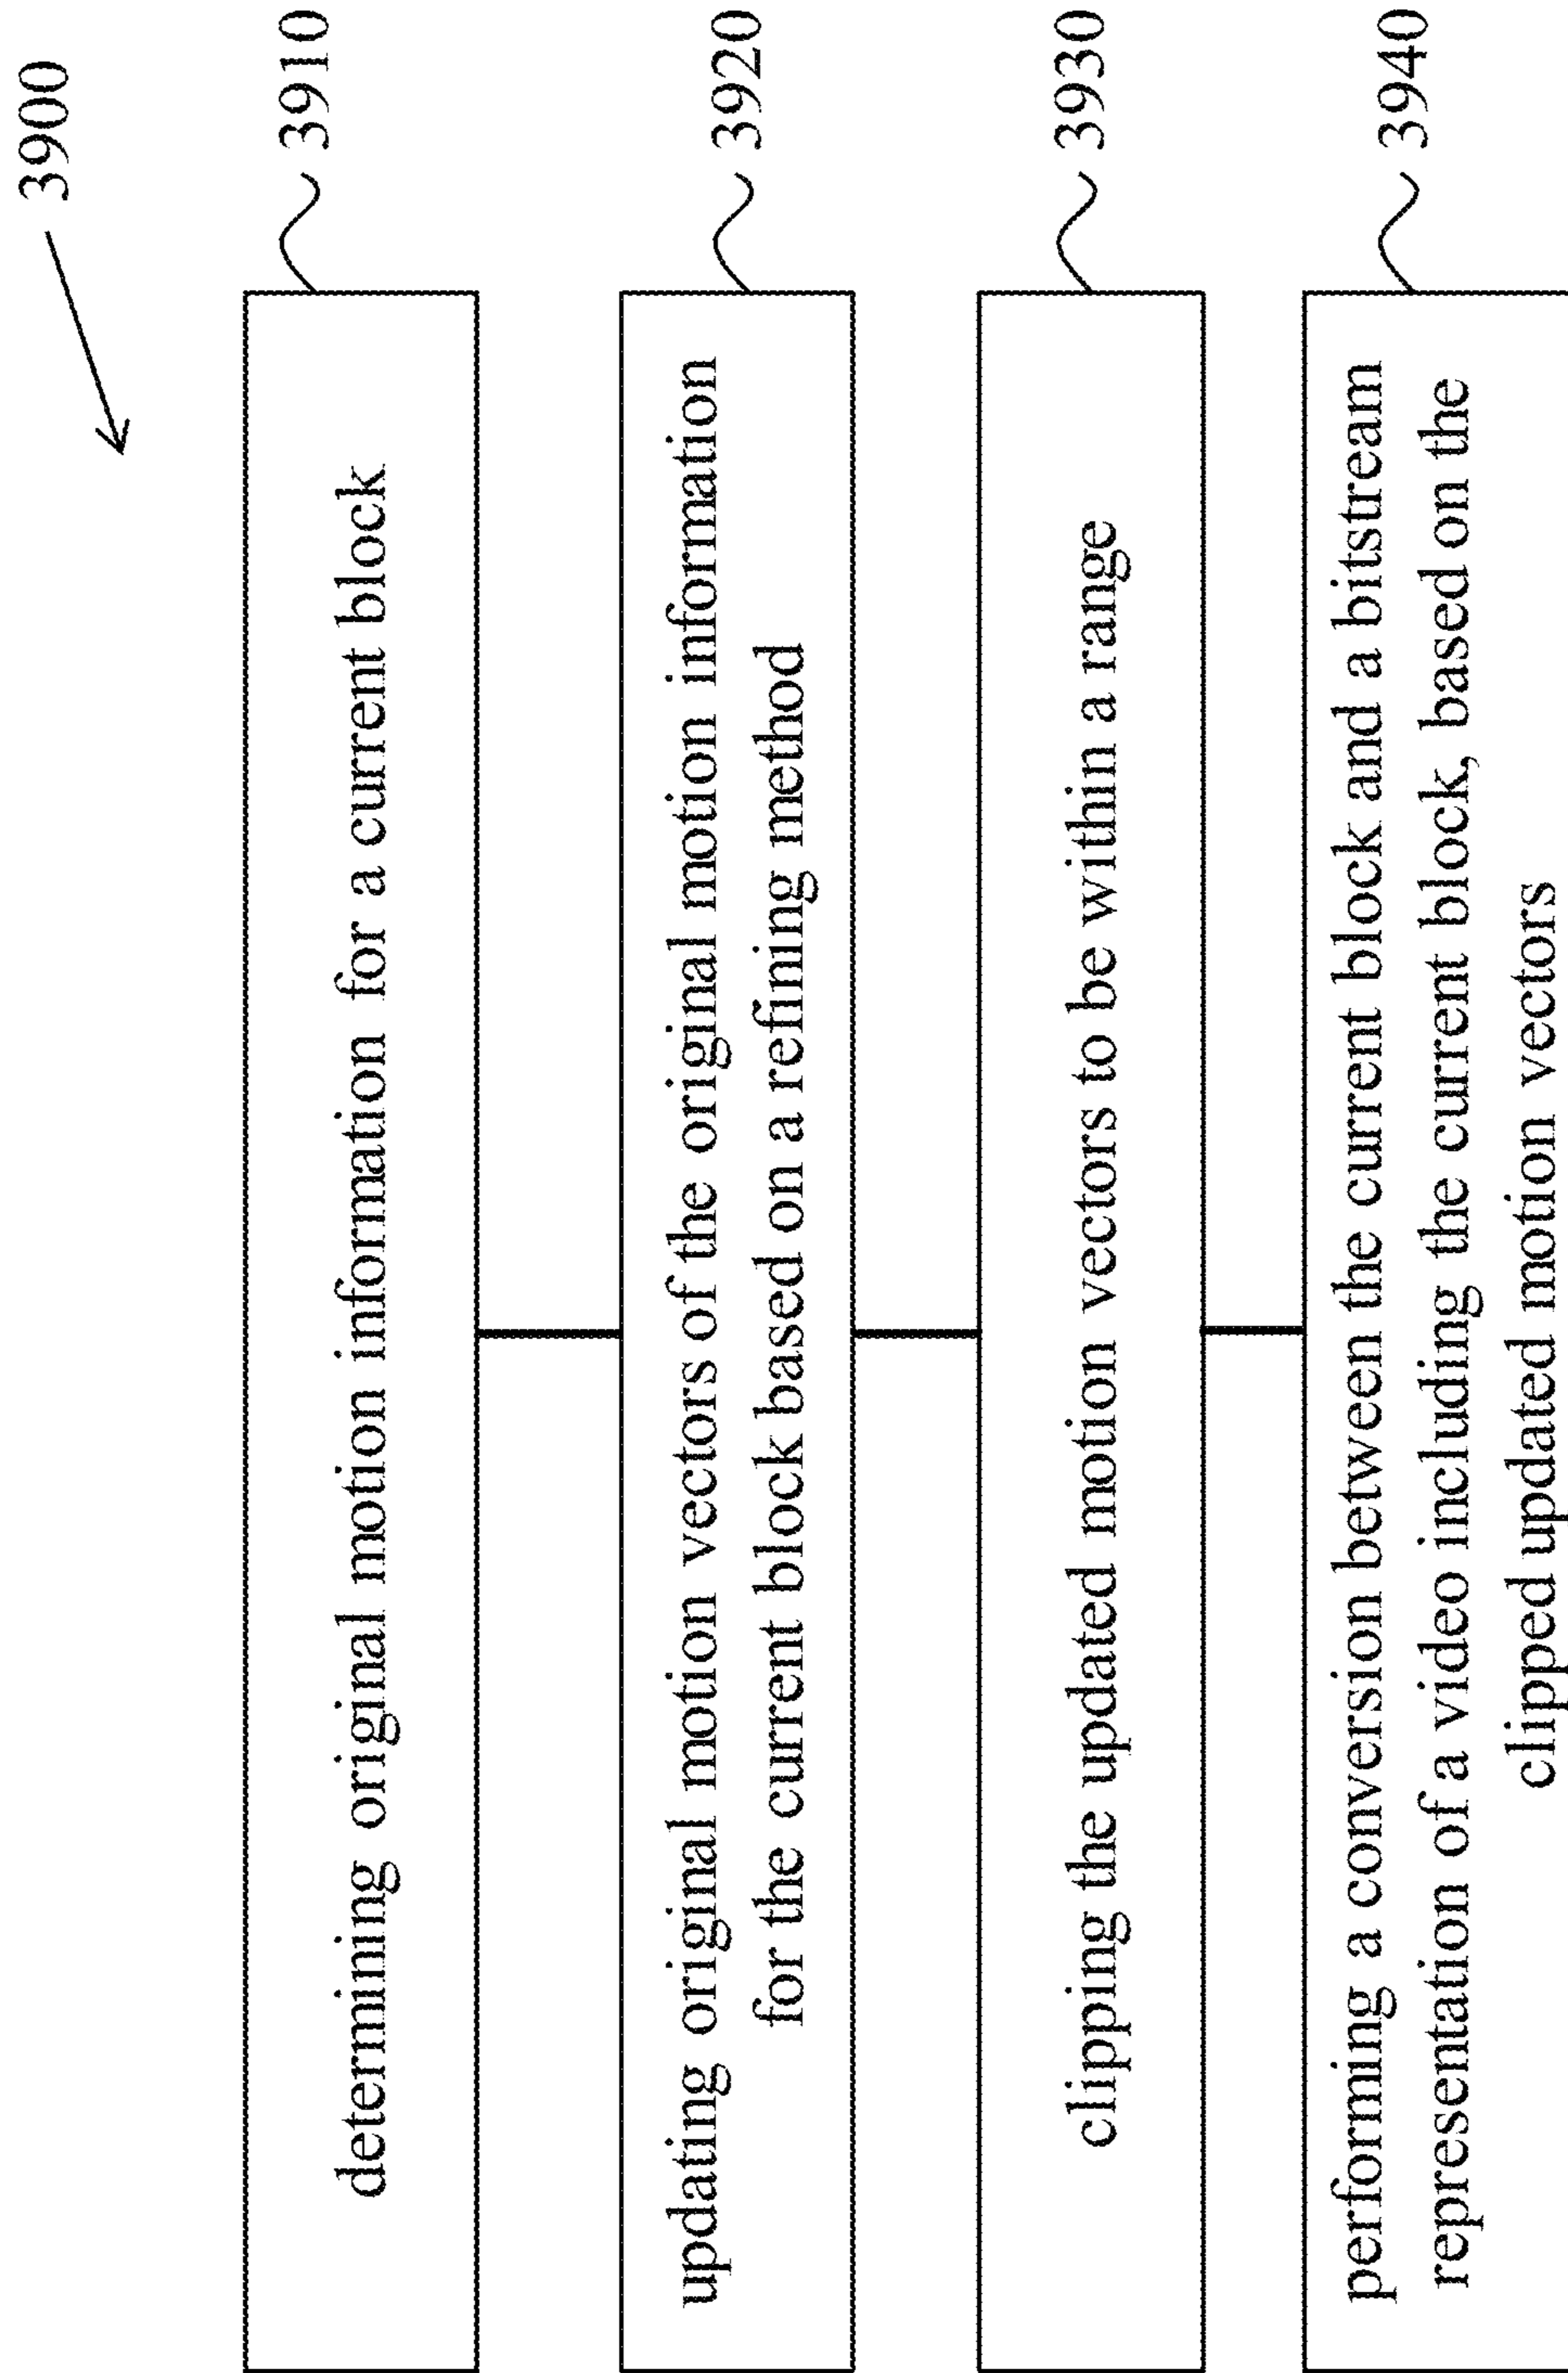 3900
determining original motion information for a current block
3910
updating original motion vectors of the original motion information
for the current block based on a refining method
3920
clipping the updated motion vectors to be within a range
3930
performing a conversion between the current block and a bitstream
representation of a video including the current block, based on the
clipped updated motion vectors
3940